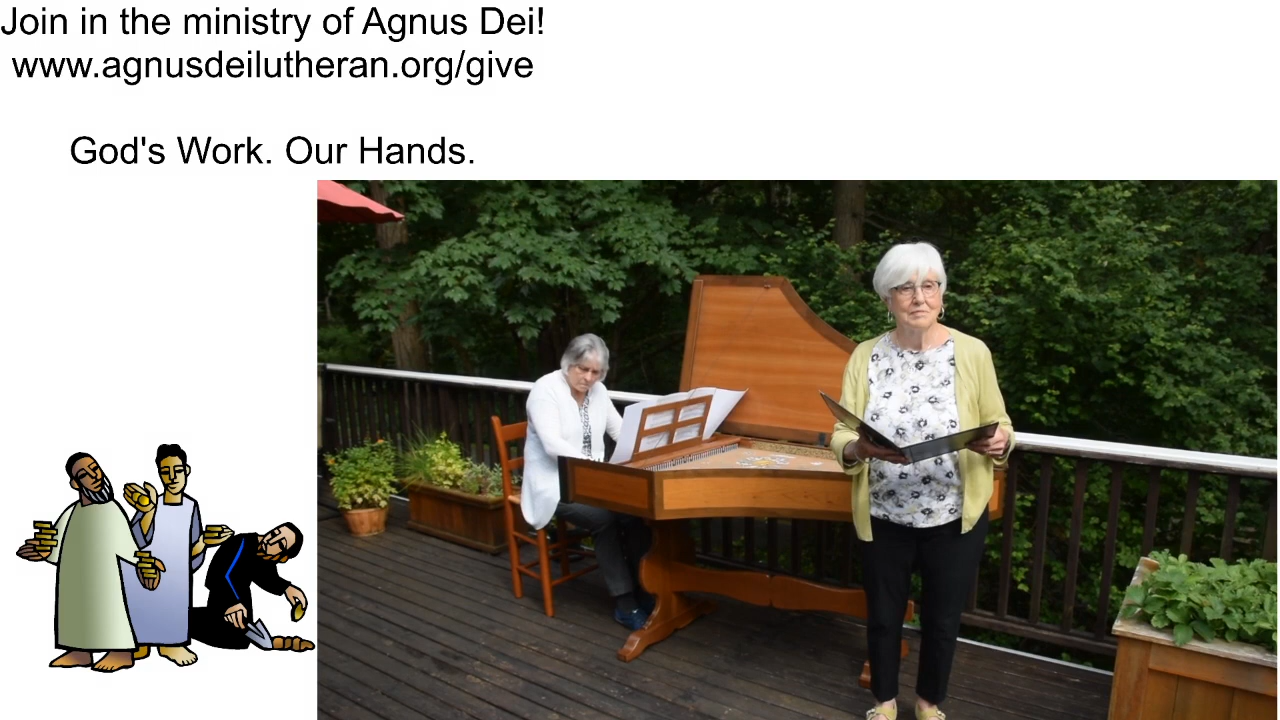 Join in the ministry of Agnus Dei!
www.agnusdeilutheran.org/give
God's Work. Our Hands.